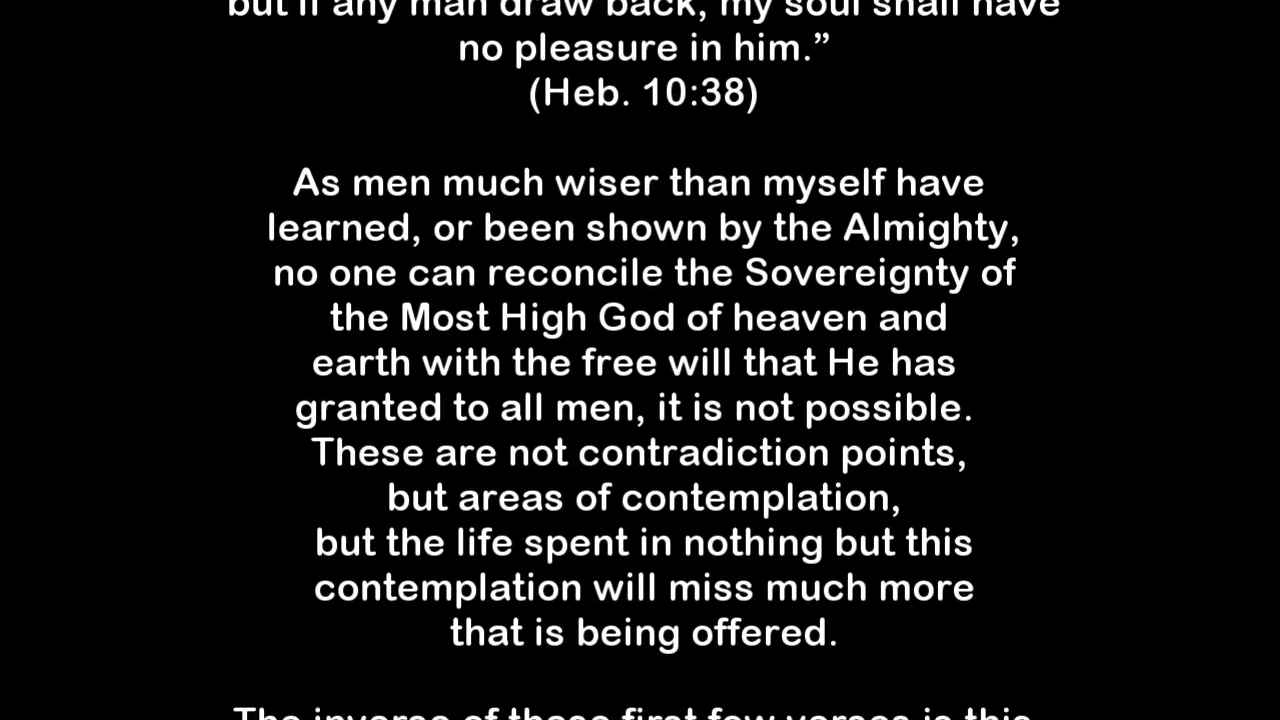 but if any man draw back, my soul shall have
no pleasure in him.”
(Heb. 10:38)
As men much wiser than myself have
learned, or been shown by the Almighty,
no one can reconcile the Sovereignty of
the Most High God of heaven and
earth with the free will that He has
granted to all men, it is not possible.
These are not contradiction points,
but areas of contemplation,
but the life spent in nothing but this
contemplation will miss much more
that is being offered.
The inverse of these first few verses is this